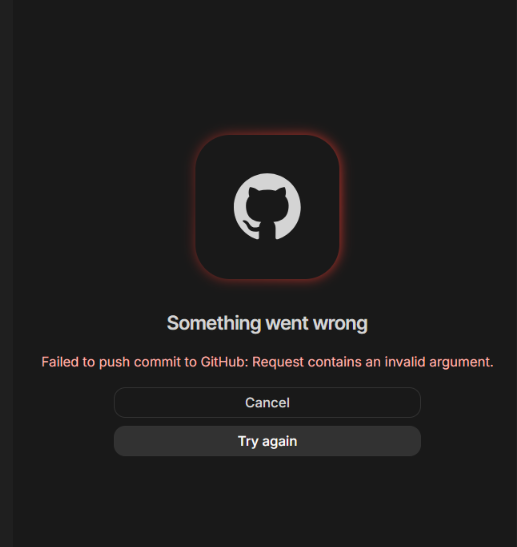 Something went wrong
Failed to push commit to GitHub: Request contains an invalid argument.
Cancel
Try again